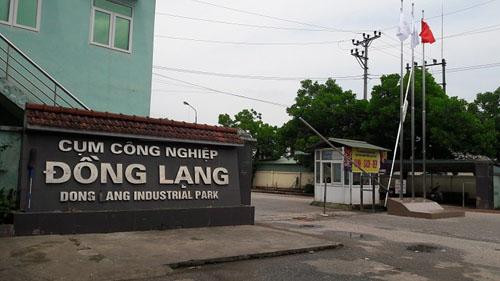 CỤM CÔNG NGHIỆP
ĐỒNG LẠNG
DONG LANG INDUSTRIAL PARK